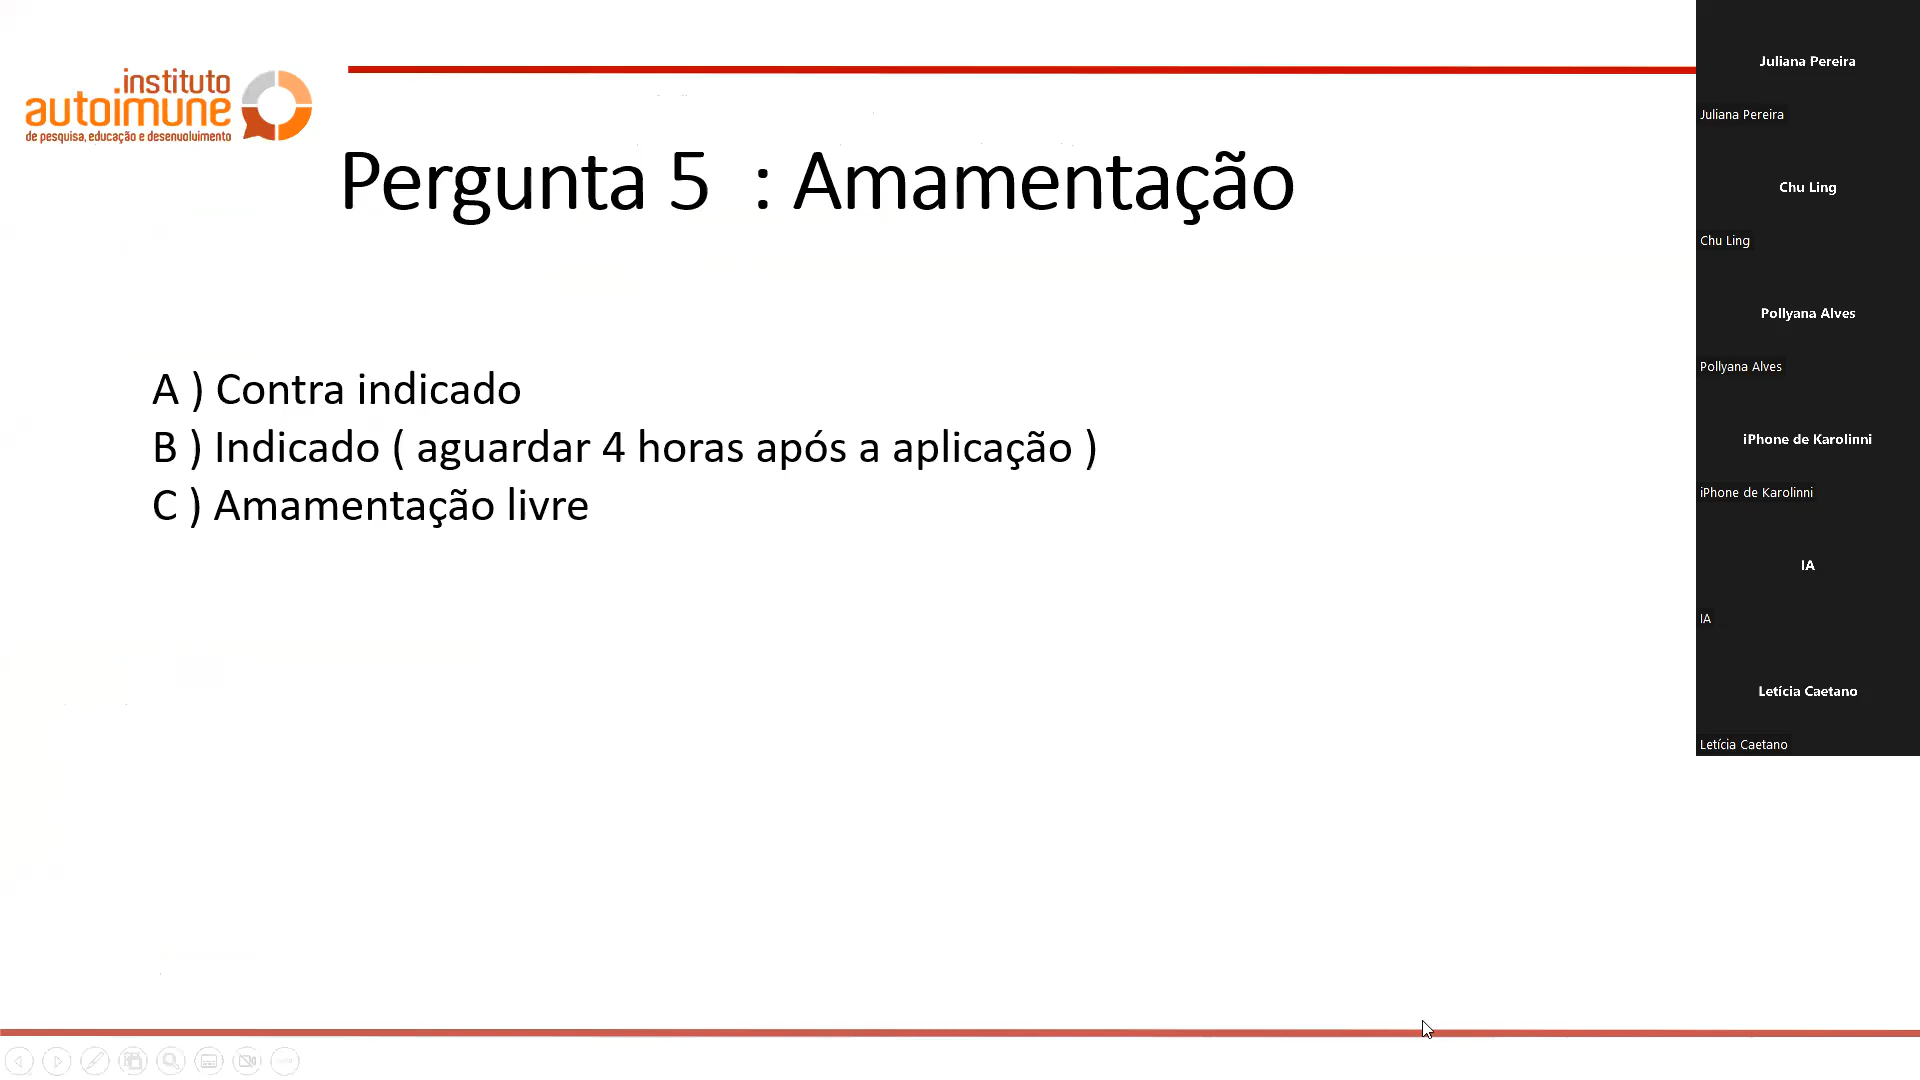 instituto
autoimune
de pesquisa, educação e desenvolvimento
Pergunta 5 : Amamentação
A ) Contra indicado
B ) Indicado ( aguardar 4 horas após a aplicação )
C ) Amamentação livre
Juliana Pereira
Juliana Pereira
Chu Ling
Chu Ling
Pollyana Alves
Pollyana Alves
iPhone de Karolinni
iPhone de Karolinni
IA
IA
Letícia Caetano
Letícia Caetano